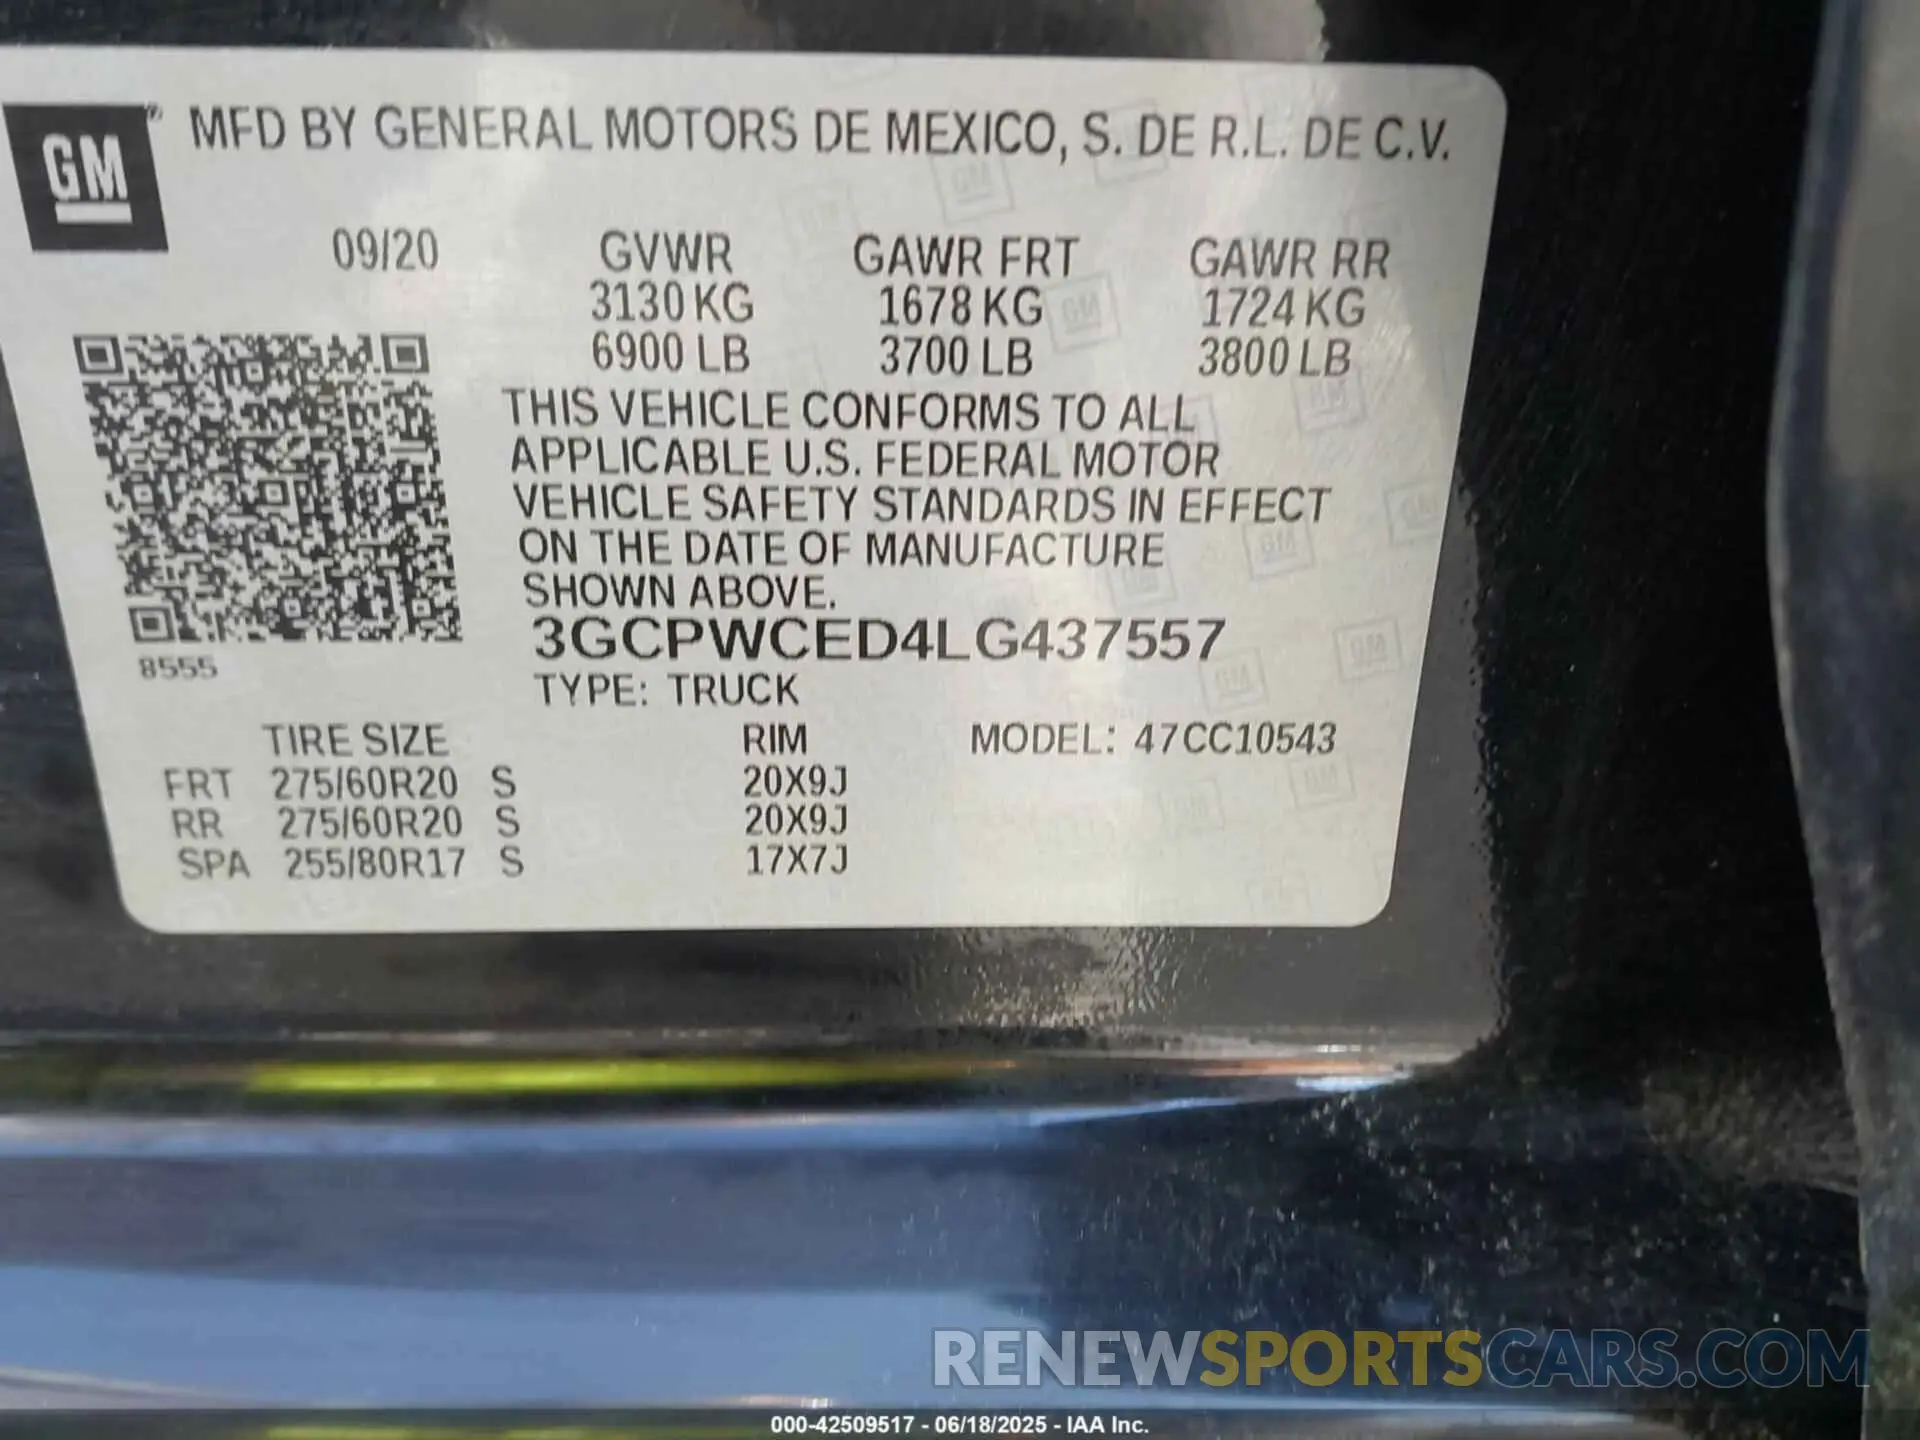 GM ® MFD BY GENERAL MOTORS DE MEXICO, S. DE R.L. DE C.V.
09/20 GVWR GAWR FRT GAWR RR
3130 KG 1678 KG 1724 KG
6900 LB 3700 LB 3800 LB
THIS VEHICLE CONFORMS TO ALL
APPLICABLE U.S. FEDERAL MOTOR
VEHICLE SAFETY STANDARDS IN EFFECT
ON THE DATE OF MANUFACTURE
SHOWN ABOVE.
3GCPWCED4LG437557
8555
TYPE: TRUCK
TIRE SIZE RIM MODEL: 47CC10543
FRT 275/60R20 S 20X9J
RR 275/60R20 S 20X9J
SPA 255/80R17 S 17X7J
RENEWSPORTSCARS.COM
000-42509517 - 06/18/2025 - IAA Inc.